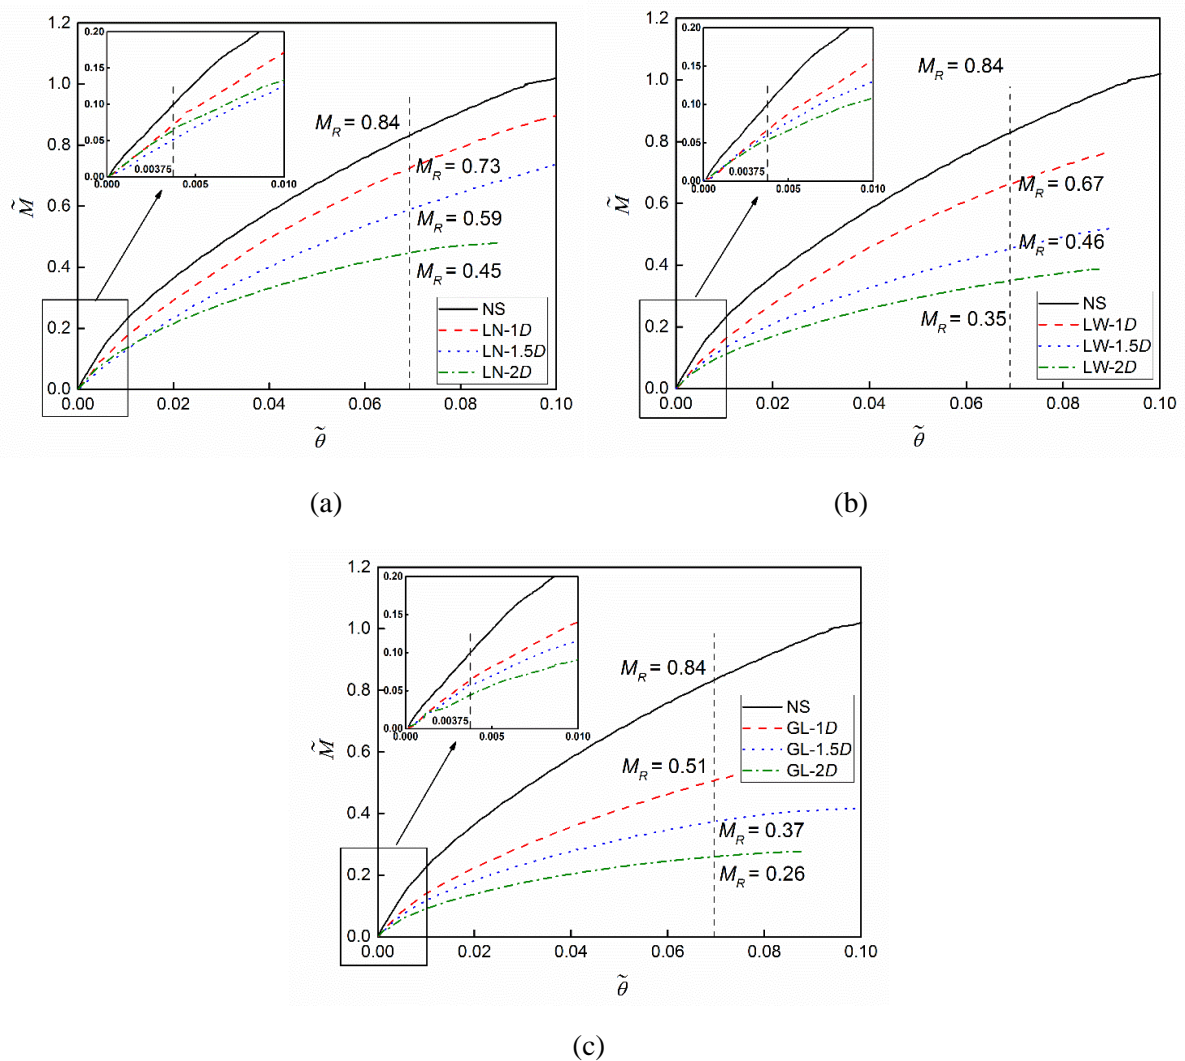 1.2
1.0
0.8
0.6
0.4
0.2
0.0
0.00 0.02 0.04 0.06 0.08 0.10
M̃
θ̃
0.20
0.15
0.10
0.05
0.00
0.000 0.005 0.010
0.00375
M_R = 0.84
M_R = 0.73
M_R = 0.59
M_R = 0.45
NS
LN-1D
LN-1.5D
LN-2D
(a)
1.2
1.0
0.8
0.6
0.4
0.2
0.0
0.00 0.02 0.04 0.06 0.08 0.10
M̃
θ̃
0.20
0.15
0.10
0.05
0.00
0.000 0.005 0.010
0.00375
M_R = 0.84
M_R = 0.67
M_R = 0.46
M_R = 0.35
NS
LW-1D
LW-1.5D
LW-2D
(b)
1.2
1.0
0.8
0.6
0.4
0.2
0.0
0.00 0.02 0.04 0.06 0.08 0.10
M̃
θ̃
0.20
0.15
0.10
0.05
0.00
0.000 0.005 0.010
0.00375
M_R = 0.84
M_R = 0.51
M_R = 0.37
M_R = 0.26
NS
GL-1D
GL-1.5D
GL-2D
(c)